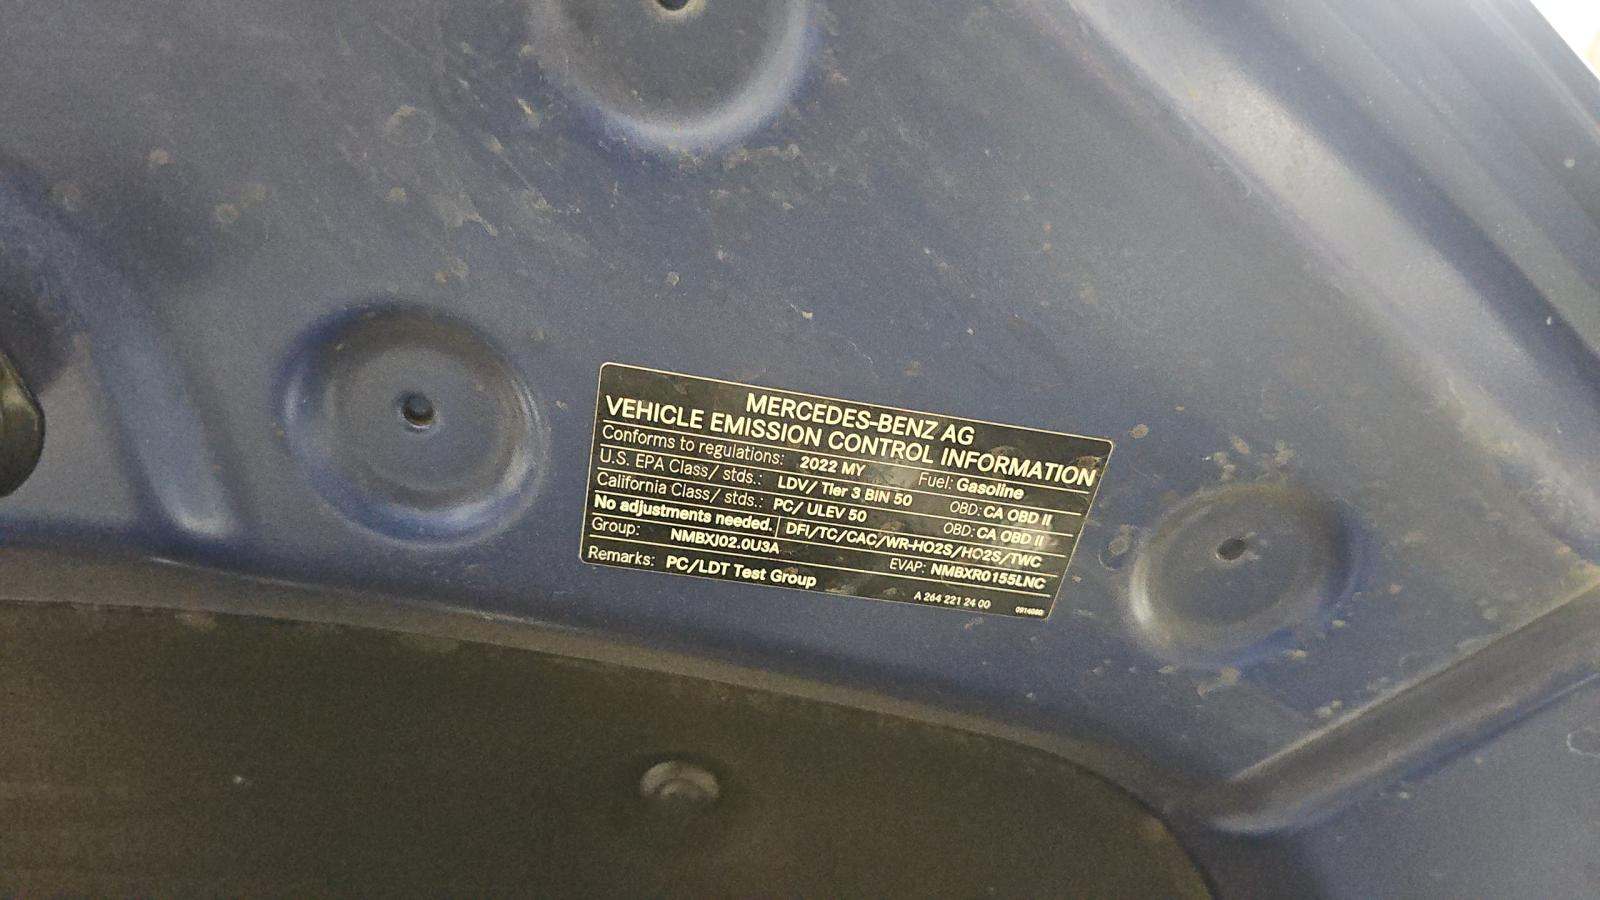 MERCEDES-BENZ AG
VEHICLE EMISSION CONTROL INFORMATION
Conforms to regulations: 2022 MY Fuel: Gasoline
U.S. EPA Class/ stds.: LDV/ Tier 3 BIN 50 OBD: CA OBD II
California Class/ stds.: PC/ ULEV 50 OBD: CA OBD II
No adjustments needed. DFI/TC/CAC/WR-HO2S/HO2S/TWC
Group: NMBXJ02.0U3A EVAP: NMBXR0155LNC
Remarks: PC/LDT Test Group
A 264 221 24 00